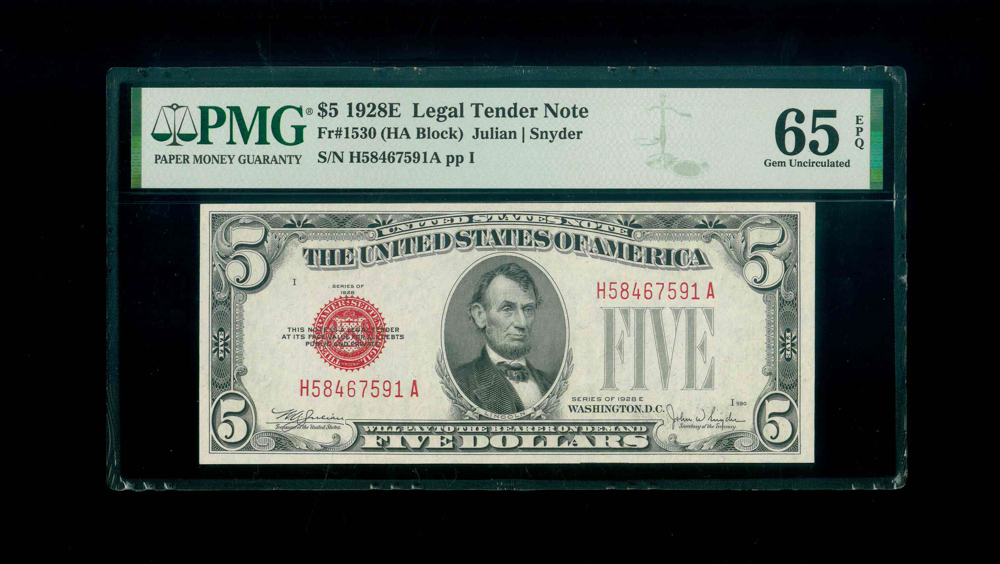 PMG®
PAPER MONEY GUARANTY
$5 1928E Legal Tender Note
Fr#1530 (HA Block) Julian | Snyder
S/N H58467591A pp I
65
EPQ
Gem Uncirculated
UNITED STATES NOTE
THE UNITED STATES OF AMERICA
5
5
I
SERIES OF
1928
H58467591 A
THIS NOTE IS A LEGAL TENDER
AT ITS FACE VALUE FOR ALL DEBTS
PUBLIC AND PRIVATE
FIVE
H58467591 A
SERIES OF 1928 E
WASHINGTON, D.C.
I
LINCOLN
Treasurer of the United States.
John W Snyder
Secretary of the Treasury.
5
5
WILL PAY TO THE BEARER ON DEMAND
FIVE DOLLARS